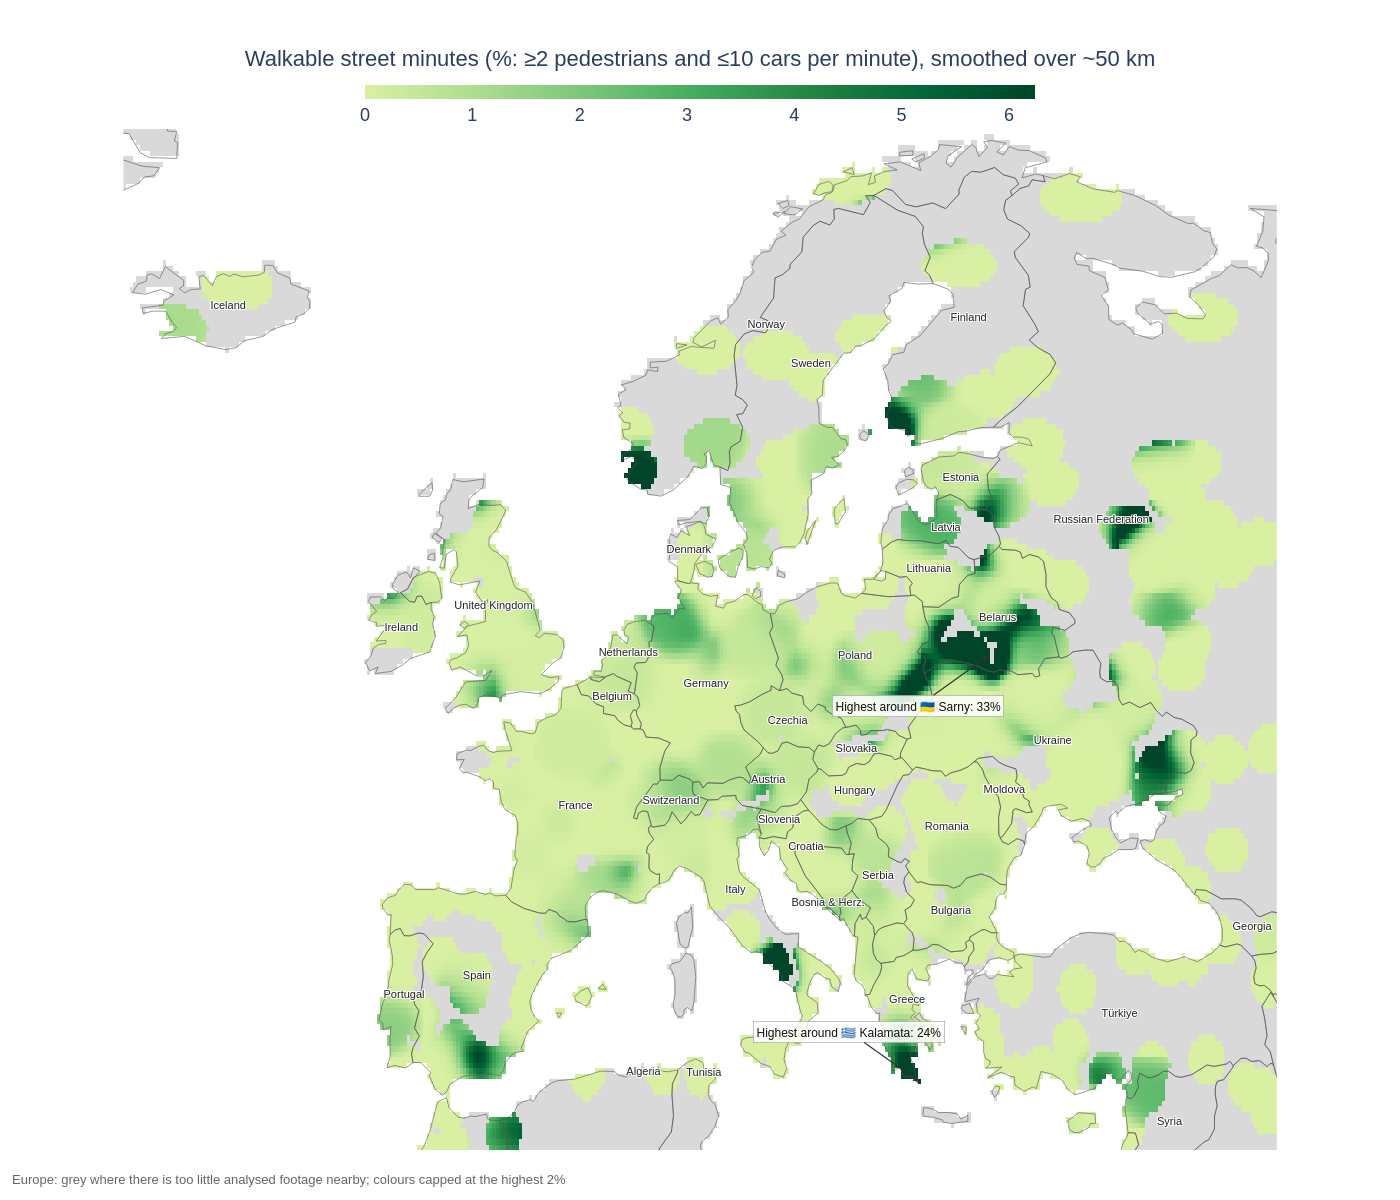 Walkable street minutes (%: ≥2 pedestrians and ≤10 cars per minute), smoothed over ~50 km
0 1 2 3 4 5 6
Iceland
Norway
Finland
Sweden
Estonia
Russian Federation
Latvia
Denmark
Lithuania
United Kingdom
Belarus
Ireland
Netherlands
Poland
Germany
Belgium
Highest around 🇺🇦 Sarny: 33%
Czechia
Ukraine
Slovakia
Austria
Hungary
Moldova
Switzerland
France
Slovenia
Romania
Croatia
Serbia
Italy
Bosnia & Herz.
Bulgaria
Georgia
Spain
Portugal
Greece
Türkiye
Highest around 🇬🇷 Kalamata: 24%
Algeria
Tunisia
Syria
Europe: grey where there is too little analysed footage nearby; colours capped at the highest 2%